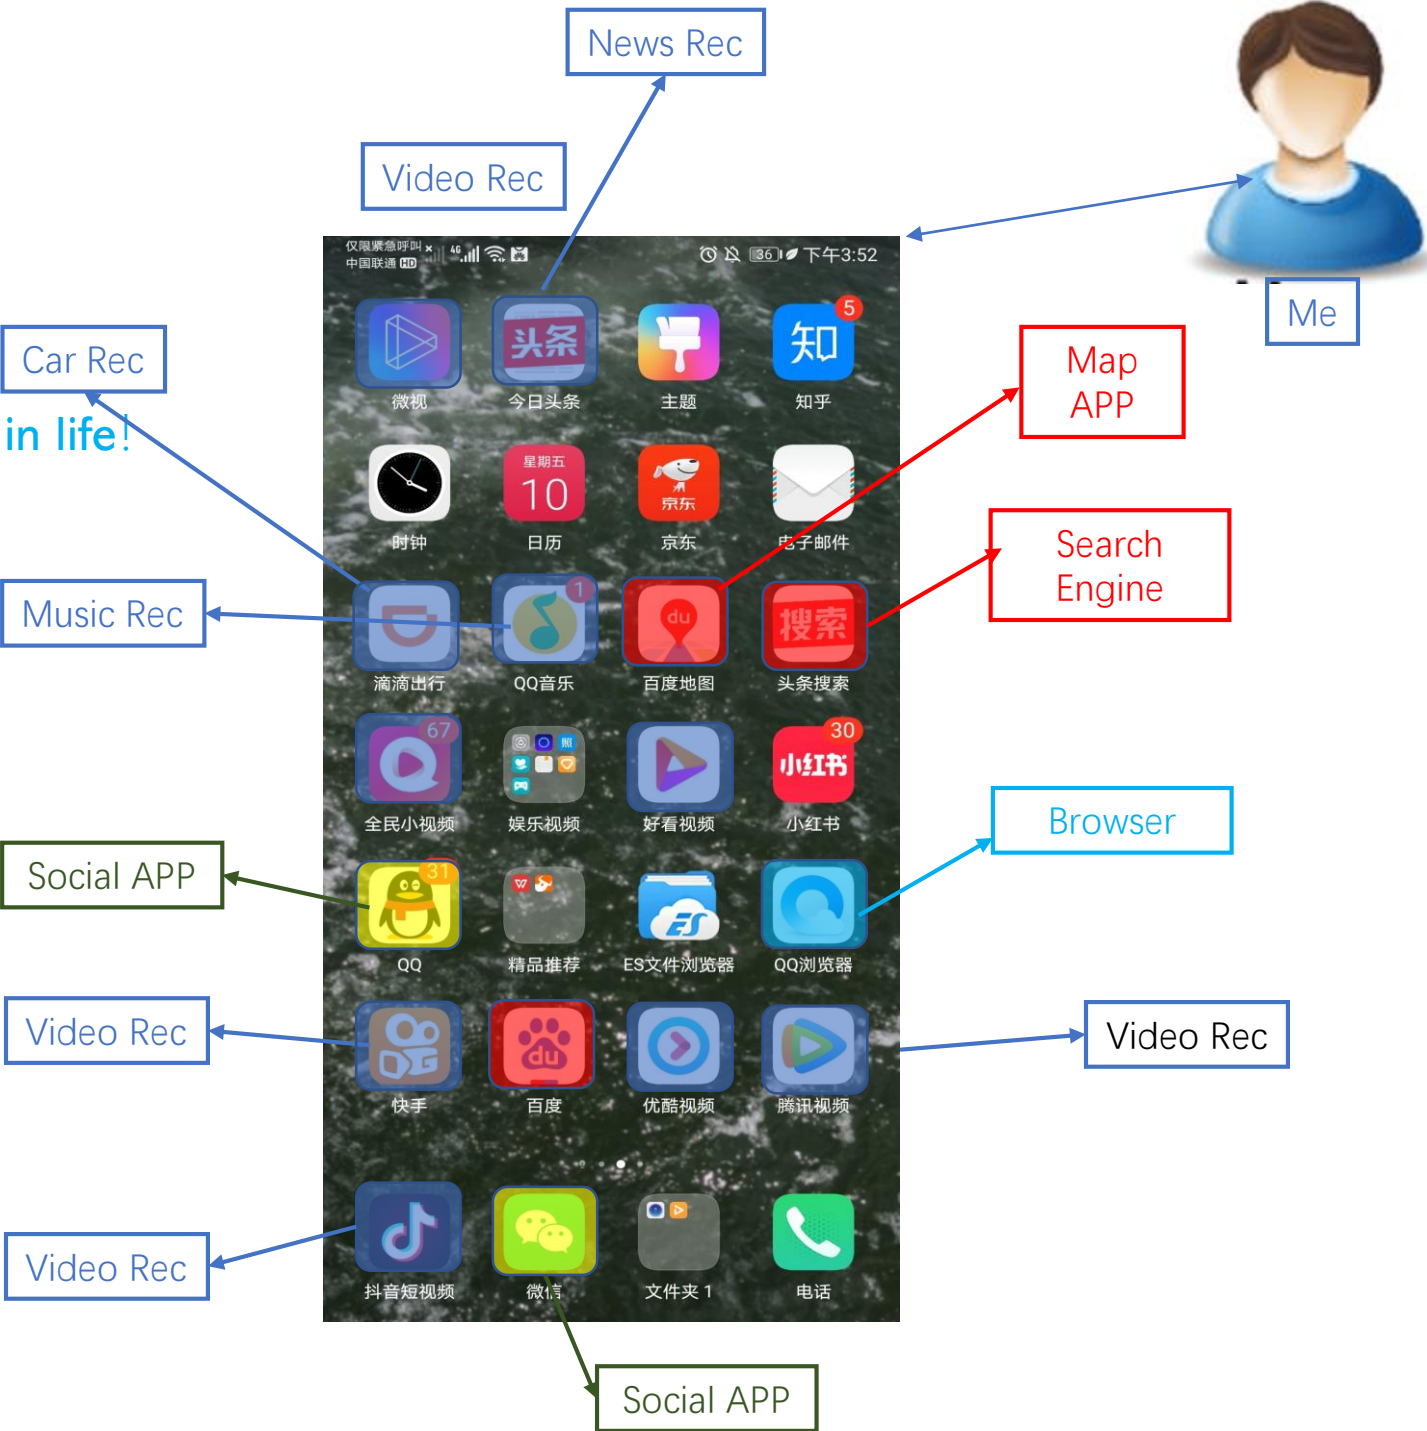 News Rec
Video Rec
Me
仅限紧急呼叫
中国联通 HD
4G
36
下午3:52
头条
知
5
微视
今日头条
主题
知乎
Car Rec
in life!
Map
APP
星期五
10
京东
时钟
日历
京东
电子邮件
Search
Engine
Music Rec
1
du
搜索
滴滴出行
QQ音乐
百度地图
头条搜索
67
30
小红书
全民小视频
娱乐视频
好看视频
小红书
Browser
Social APP
31
ES
QQ
精品推荐
ES文件浏览器
QQ浏览器
Video Rec
du
Video Rec
快手
百度
优酷视频
腾讯视频
Video Rec
抖音短视频
微信
文件夹 1
电话
Social APP